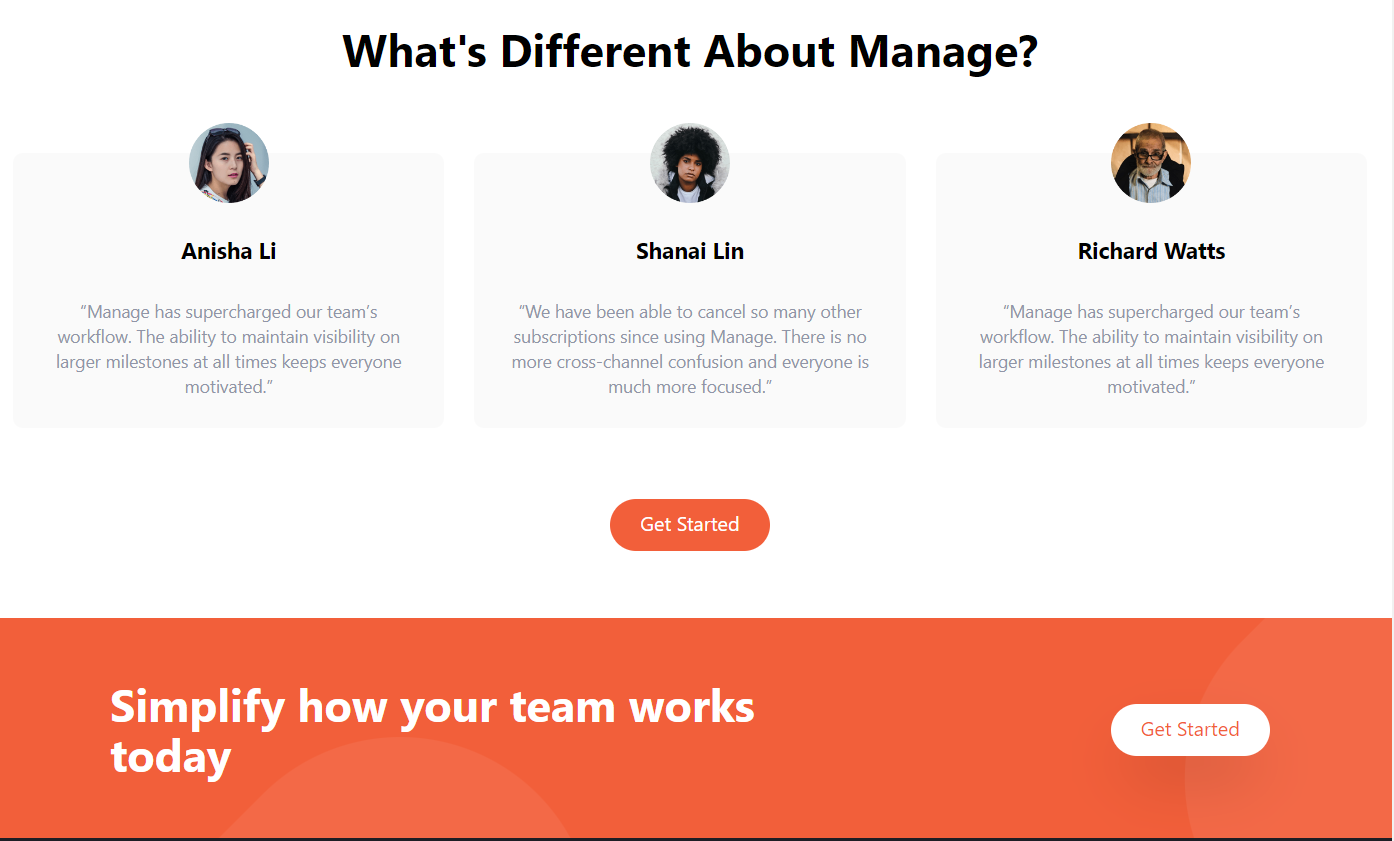 What's Different About Manage?
Anisha Li
“Manage has supercharged our team’s
workflow. The ability to maintain visibility on
larger milestones at all times keeps everyone
motivated.”
Shanai Lin
“We have been able to cancel so many other
subscriptions since using Manage. There is no
more cross-channel confusion and everyone is
much more focused.”
Richard Watts
“Manage has supercharged our team’s
workflow. The ability to maintain visibility on
larger milestones at all times keeps everyone
motivated.”
Get Started
Simplify how your team works
today
Get Started